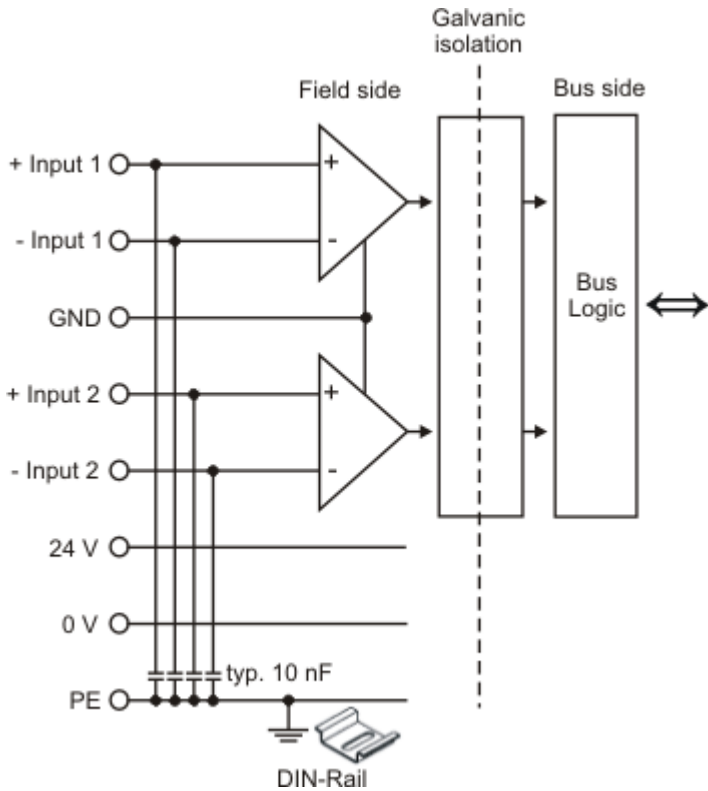 Galvanic
isolation
Field side
Bus side
+ Input 1
+
- Input 1
-
GND
Bus
Logic
+ Input 2
+
- Input 2
-
24 V
0 V
typ. 10 nF
PE
DIN-Rail